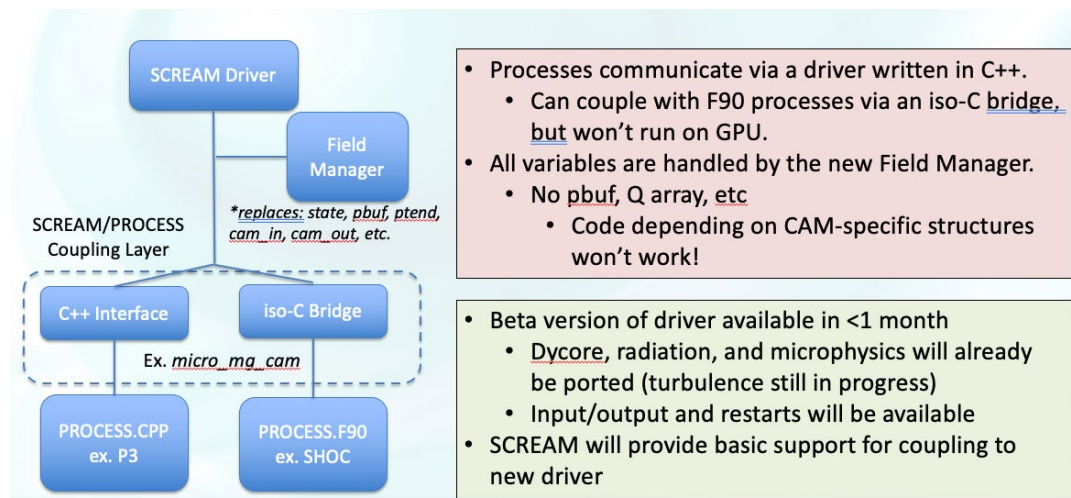 SCREAM Driver
Field
Manager
*replaces: state, pbuf, ptend,
cam_in, cam_out, etc.
SCREAM/PROCESS
Coupling Layer
C++ Interface
iso-C Bridge
Ex. micro_mg_cam
PROCESS.CPP
ex. P3
PROCESS.F90
ex. SHOC
• Processes communicate via a driver written in C++.
• Can couple with F90 processes via an iso-C bridge,
but won’t run on GPU.
• All variables are handled by the new Field Manager.
• No pbuf, Q array, etc
• Code depending on CAM-specific structures
won’t work!
• Beta version of driver available in <1 month
• Dycore, radiation, and microphysics will already
be ported (turbulence still in progress)
• Input/output and restarts will be available
• SCREAM will provide basic support for coupling to
new driver